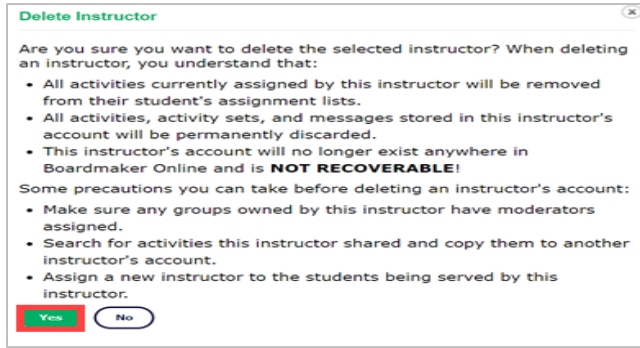 Delete Instructor
Are you sure you want to delete the selected instructor? When deleting
an instructor, you understand that:
• All activities currently assigned by this instructor will be removed
from their student's assignment lists.
• All activities, activity sets, and messages stored in this instructor's
account will be permanently discarded.
• This instructor's account will no longer exist anywhere in
Boardmaker Online and is NOT RECOVERABLE!
Some precautions you can take before deleting an instructor's account:
• Make sure any groups owned by this instructor have moderators
assigned.
• Search for activities this instructor shared and copy them to another
instructor's account.
• Assign a new instructor to the students being served by this
instructor.
Yes No